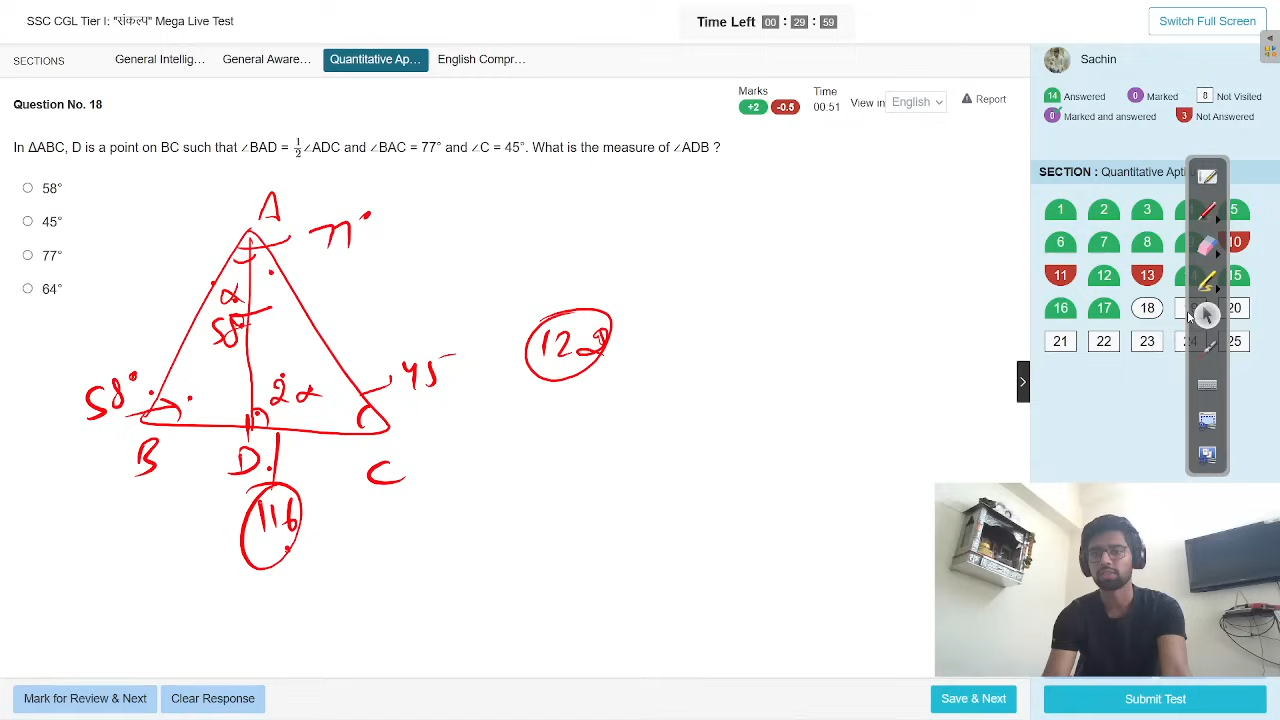 SSC CGL Tier I: "संकल्प" Mega Live Test
Time Left 00 : 29 : 59
Switch Full Screen
SECTIONS
General Intellig...
General Aware...
Quantitative Ap...
English Compr...
Sachin
Question No. 18
Marks
+2 -0.5
Time
00:51
View in English
Report
14 Answered
0 Marked
8 Not Visited
0 Marked and answered
3 Not Answered
In ΔABC, D is a point on BC such that ∠BAD = 1/2∠ADC and ∠BAC = 77° and ∠C = 45°. What is the measure of ∠ADB ?
58°
45°
77°
64°
SECTION : Quantitative Apti
1 2 3 5
6 7 8 10
11 12 13 15
16 17 18 20
21 22 23 24 25
A
77°
α
58
122
58°
2α
45
B
D
C
116
Mark for Review & Next
Clear Response
Save & Next
Submit Test